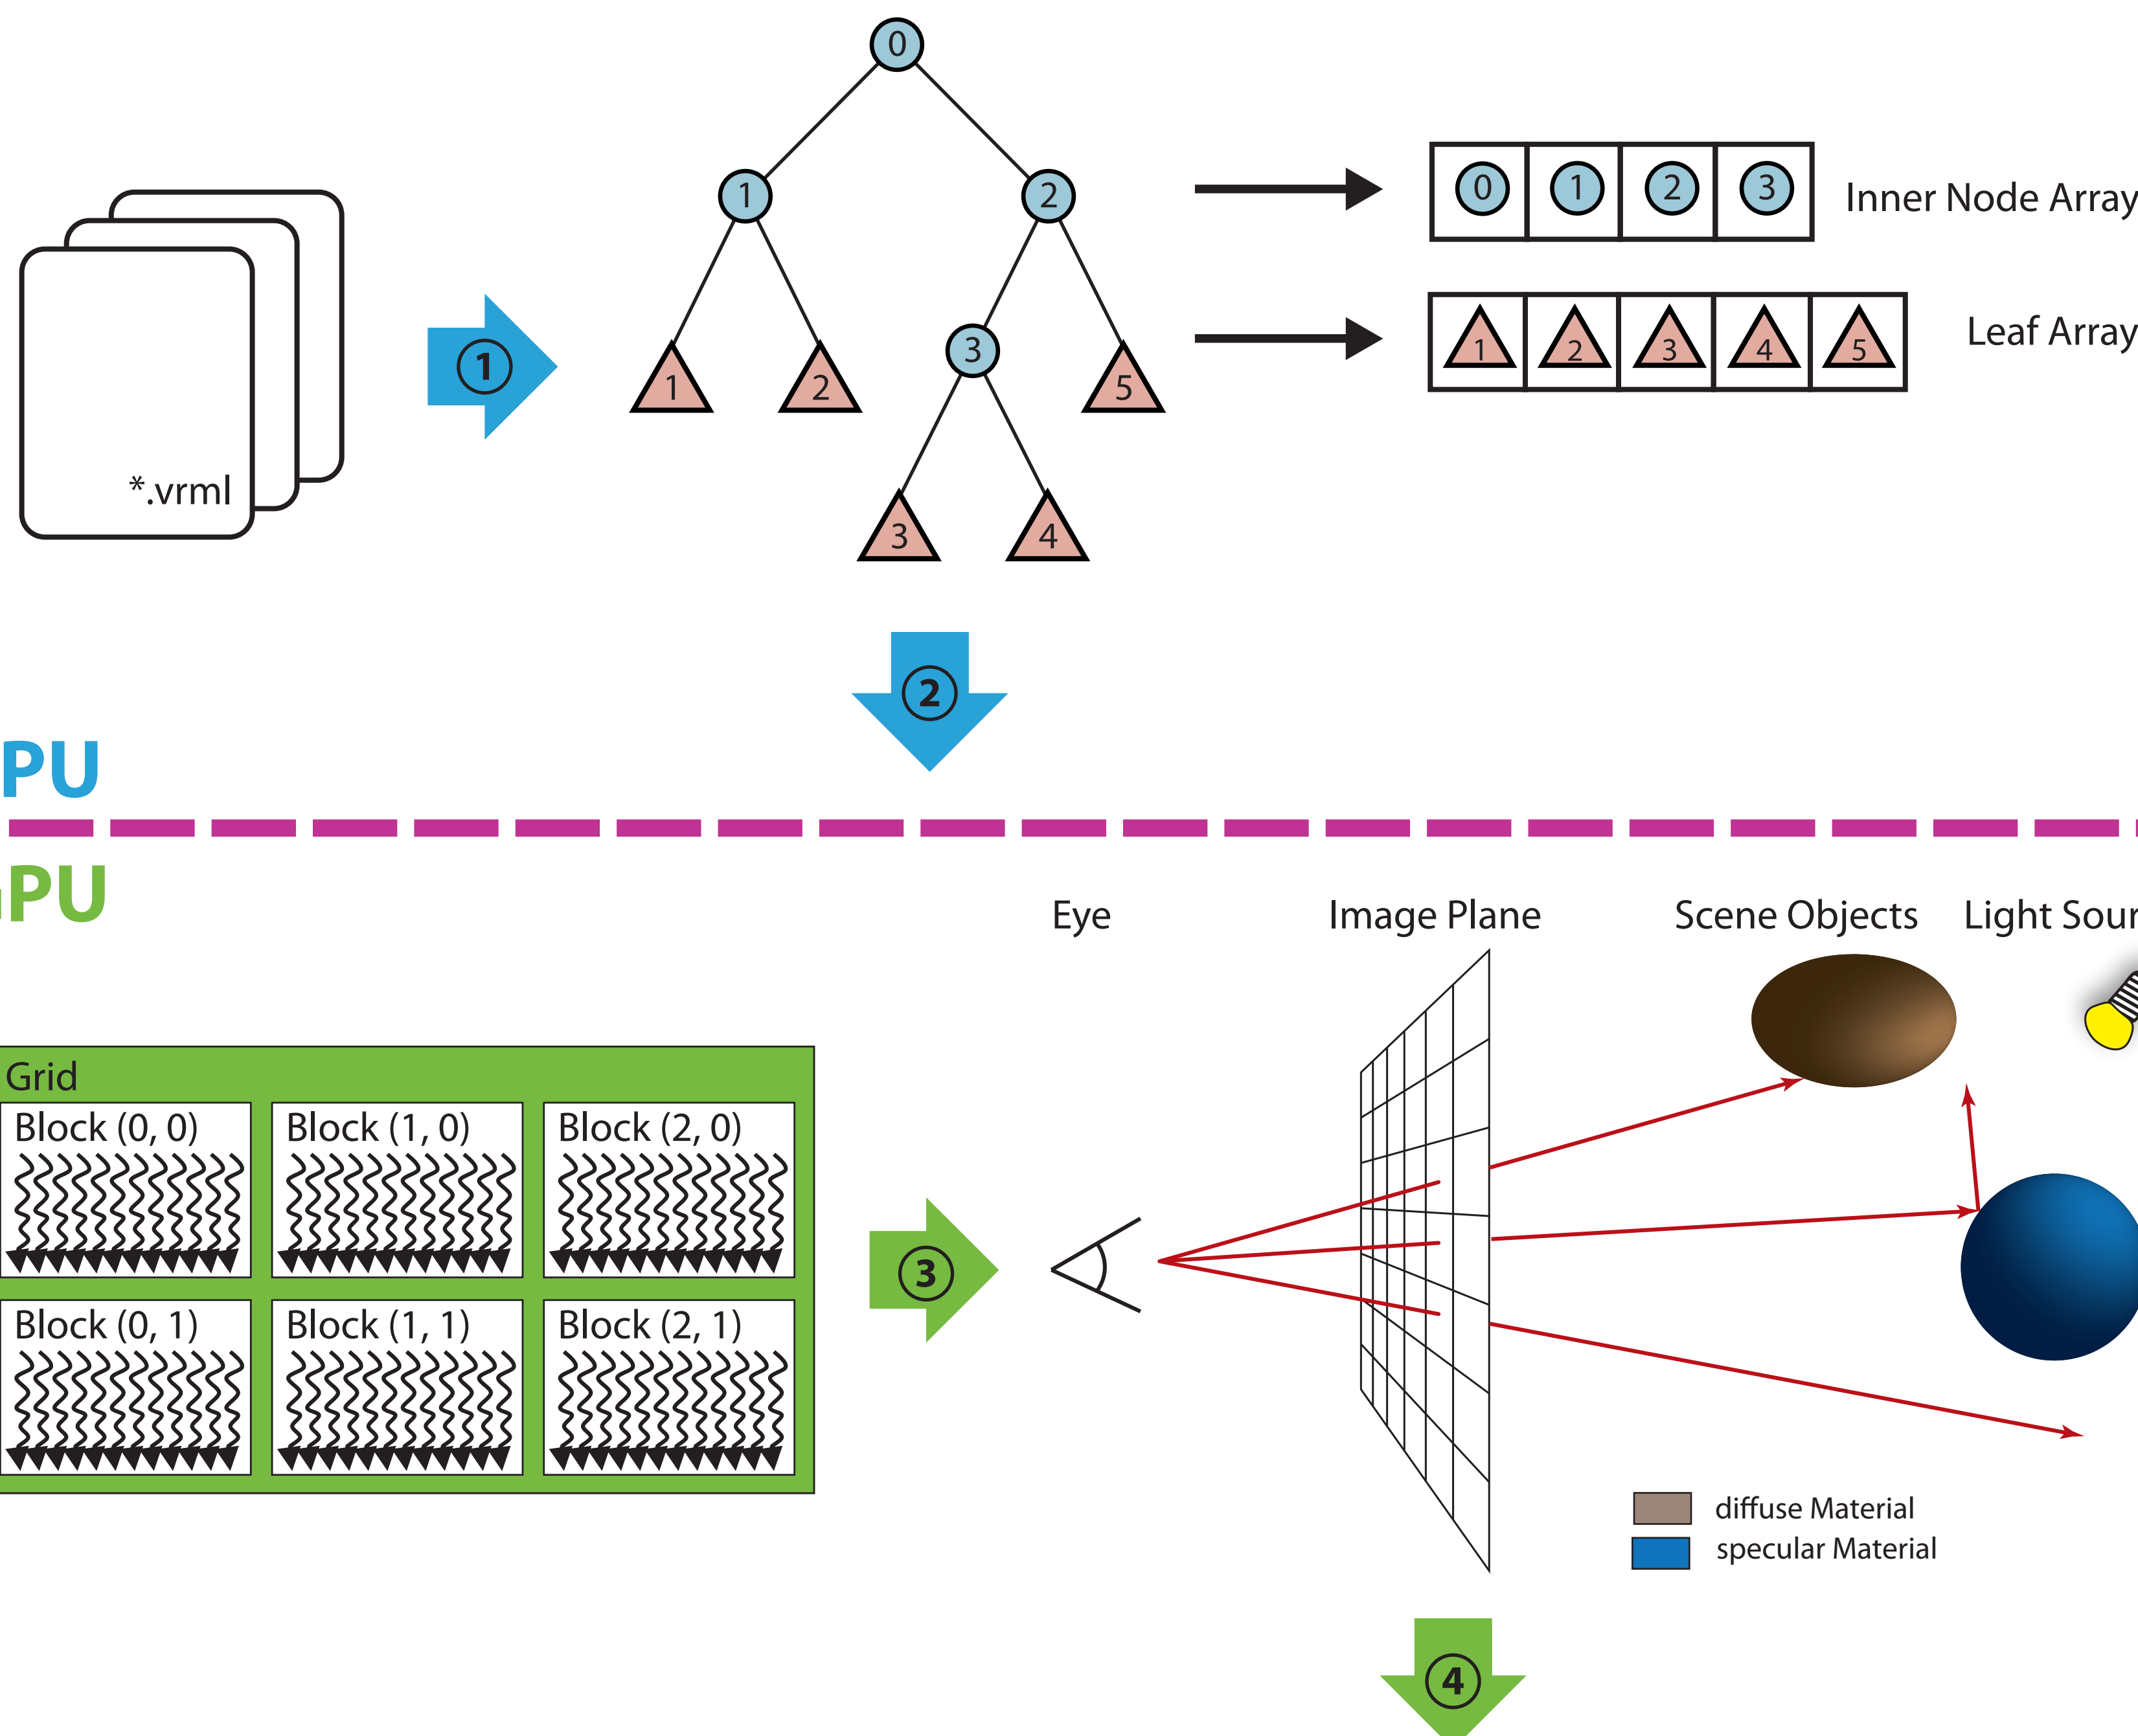 0
1
2
0
1
2
3
Inner Node Array
1
2
3
5
1
2
3
4
5
Leaf Array
1
3
4
*.vrml
2
PU
GPU
Eye
Image Plane
Scene Objects
Light Sour
Grid
Block (0, 0)
Block (1, 0)
Block (2, 0)
3
Block (0, 1)
Block (1, 1)
Block (2, 1)
diffuse Material
specular Material
4